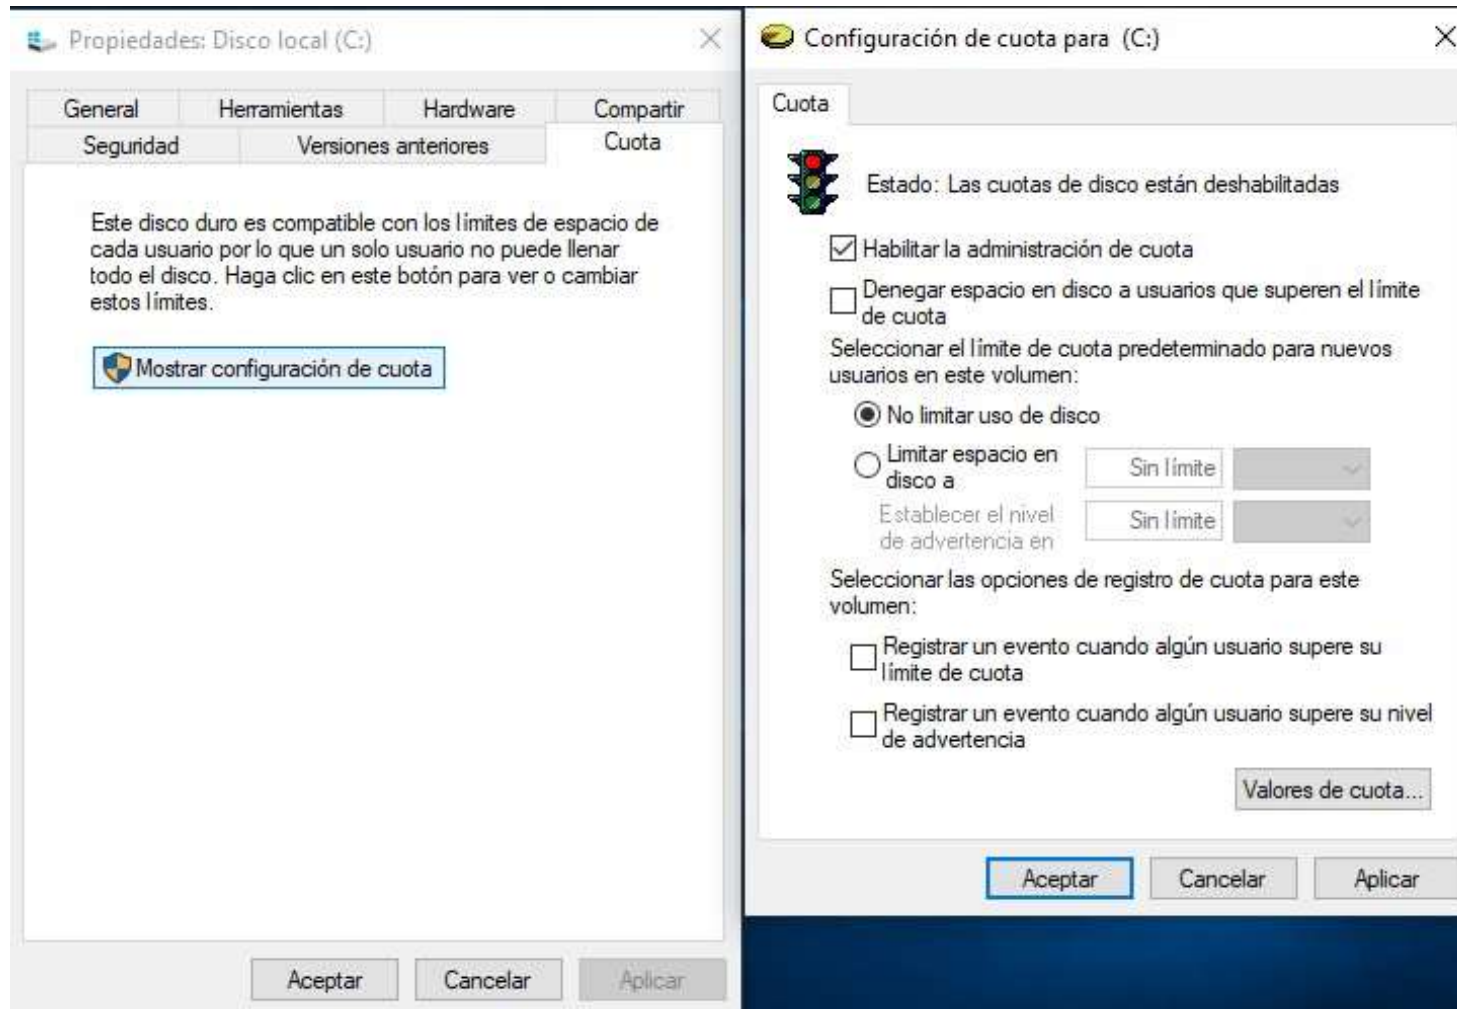 Propiedades: Disco local (C:)
General
Herramientas
Hardware
Compartir
Seguridad
Versiones anteriores
Cuota
Este disco duro es compatible con los límites de espacio de
cada usuario por lo que un solo usuario no puede llenar
todo el disco. Haga clic en este botón para ver o cambiar
estos límites.
Mostrar configuración de cuota
Aceptar
Cancelar
Aplicar
Configuración de cuota para (C:)
Cuota
Estado: Las cuotas de disco están deshabilitadas
Habilitar la administración de cuota
Denegar espacio en disco a usuarios que superen el límite
de cuota
Seleccionar el límite de cuota predeterminado para nuevos
usuarios en este volumen:
No limitar uso de disco
Limitar espacio en
disco a
Sin límite
Establecer el nivel
de advertencia en
Sin límite
Seleccionar las opciones de registro de cuota para este
volumen:
Registrar un evento cuando algún usuario supere su
límite de cuota
Registrar un evento cuando algún usuario supere su nivel
de advertencia
Valores de cuota...
Aceptar
Cancelar
Aplicar